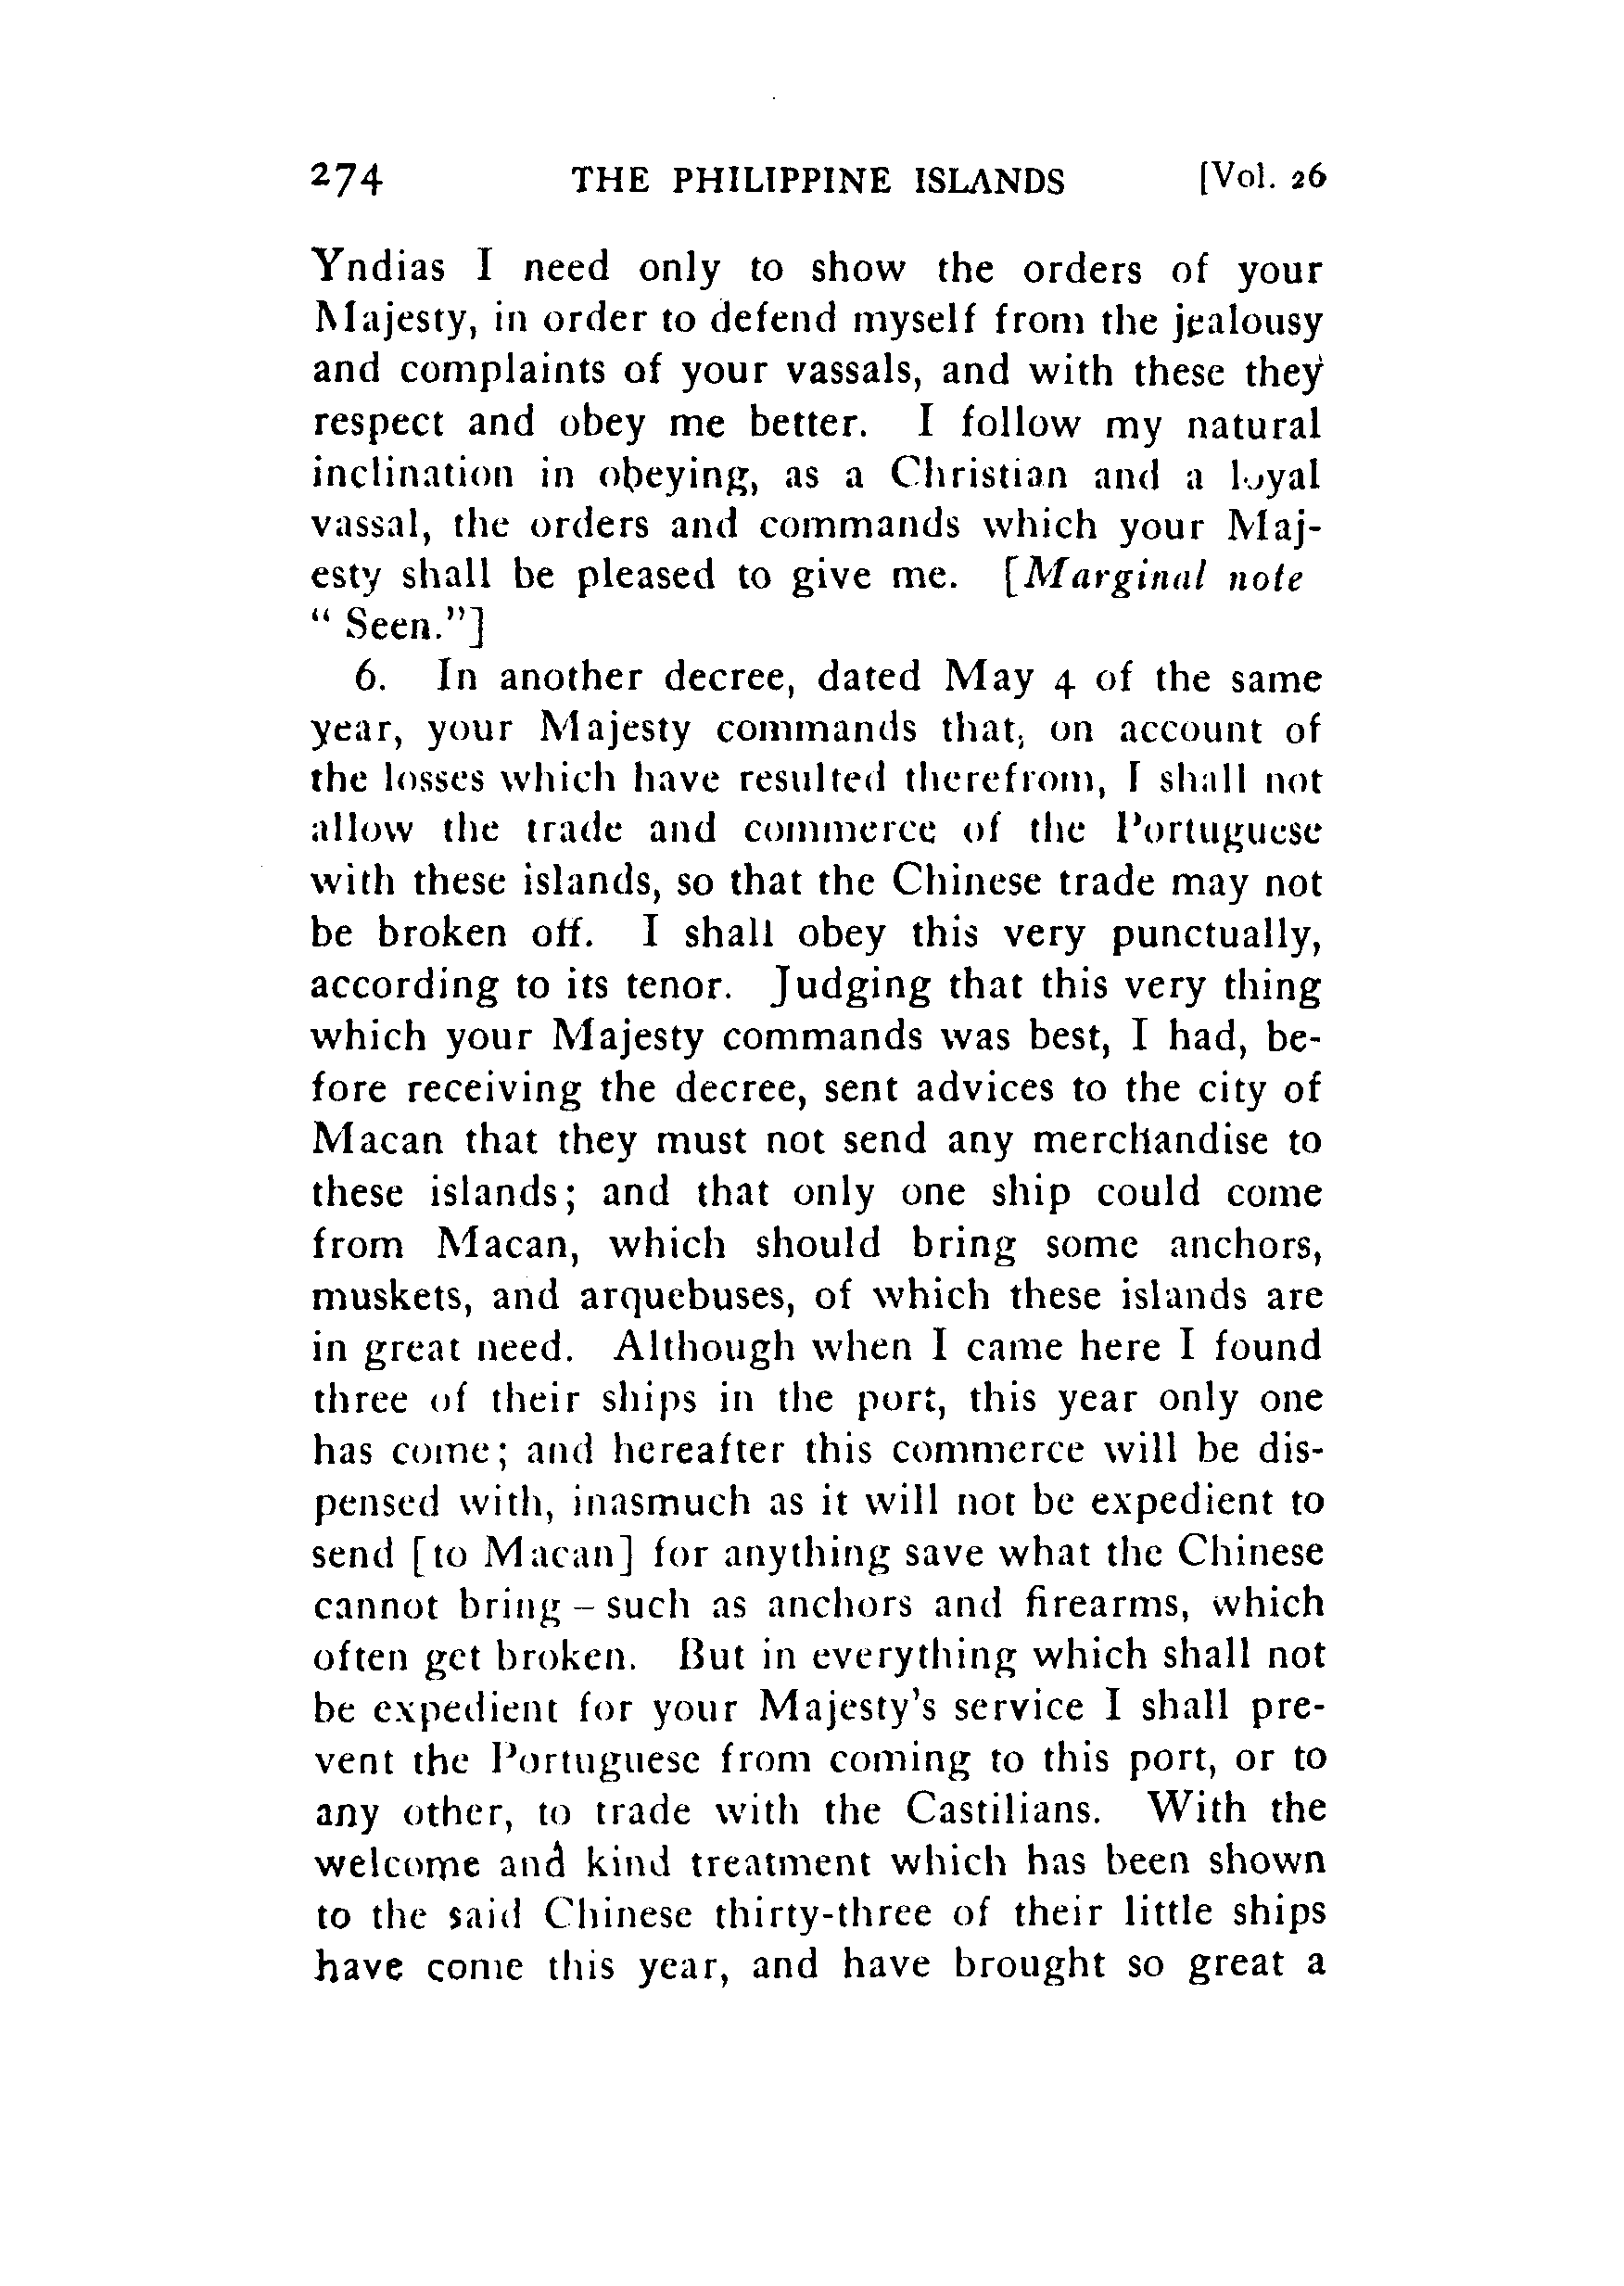 274 THE PHILIPPINE ISLANDS [Vol. 26
Yndias I need only to show the orders of your
Majesty, in order to defend myself from the jealousy
and complaints of your vassals, and with these they
respect and obey me better. I follow my natural
inclination in obeying, as a Christian and a loyal
vassal, the orders and commands which your Maj-
esty shall be pleased to give me. [Marginal note
“ Seen.”]
6. In another decree, dated May 4 of the same
year, your Majesty commands that, on account of
the losses which have resulted therefrom, I shall not
allow the trade and commerce of the Portuguese
with these islands, so that the Chinese trade may not
be broken off. I shall obey this very punctually,
according to its tenor. Judging that this very thing
which your Majesty commands was best, I had, be-
fore receiving the decree, sent advices to the city of
Macan that they must not send any merchandise to
these islands; and that only one ship could come
from Macan, which should bring some anchors,
muskets, and arquebuses, of which these islands are
in great need. Although when I came here I found
three of their ships in the port, this year only one
has come; and hereafter this commerce will be dis-
pensed with, inasmuch as it will not be expedient to
send [to Macan] for anything save what the Chinese
cannot bring – such as anchors and firearms, which
often get broken. But in everything which shall not
be expedient for your Majesty's service I shall pre-
vent the Portuguese from coming to this port, or to
any other, to trade with the Castilians. With the
welcome and kind treatment which has been shown
to the said Chinese thirty-three of their little ships
have come this year, and have brought so great a